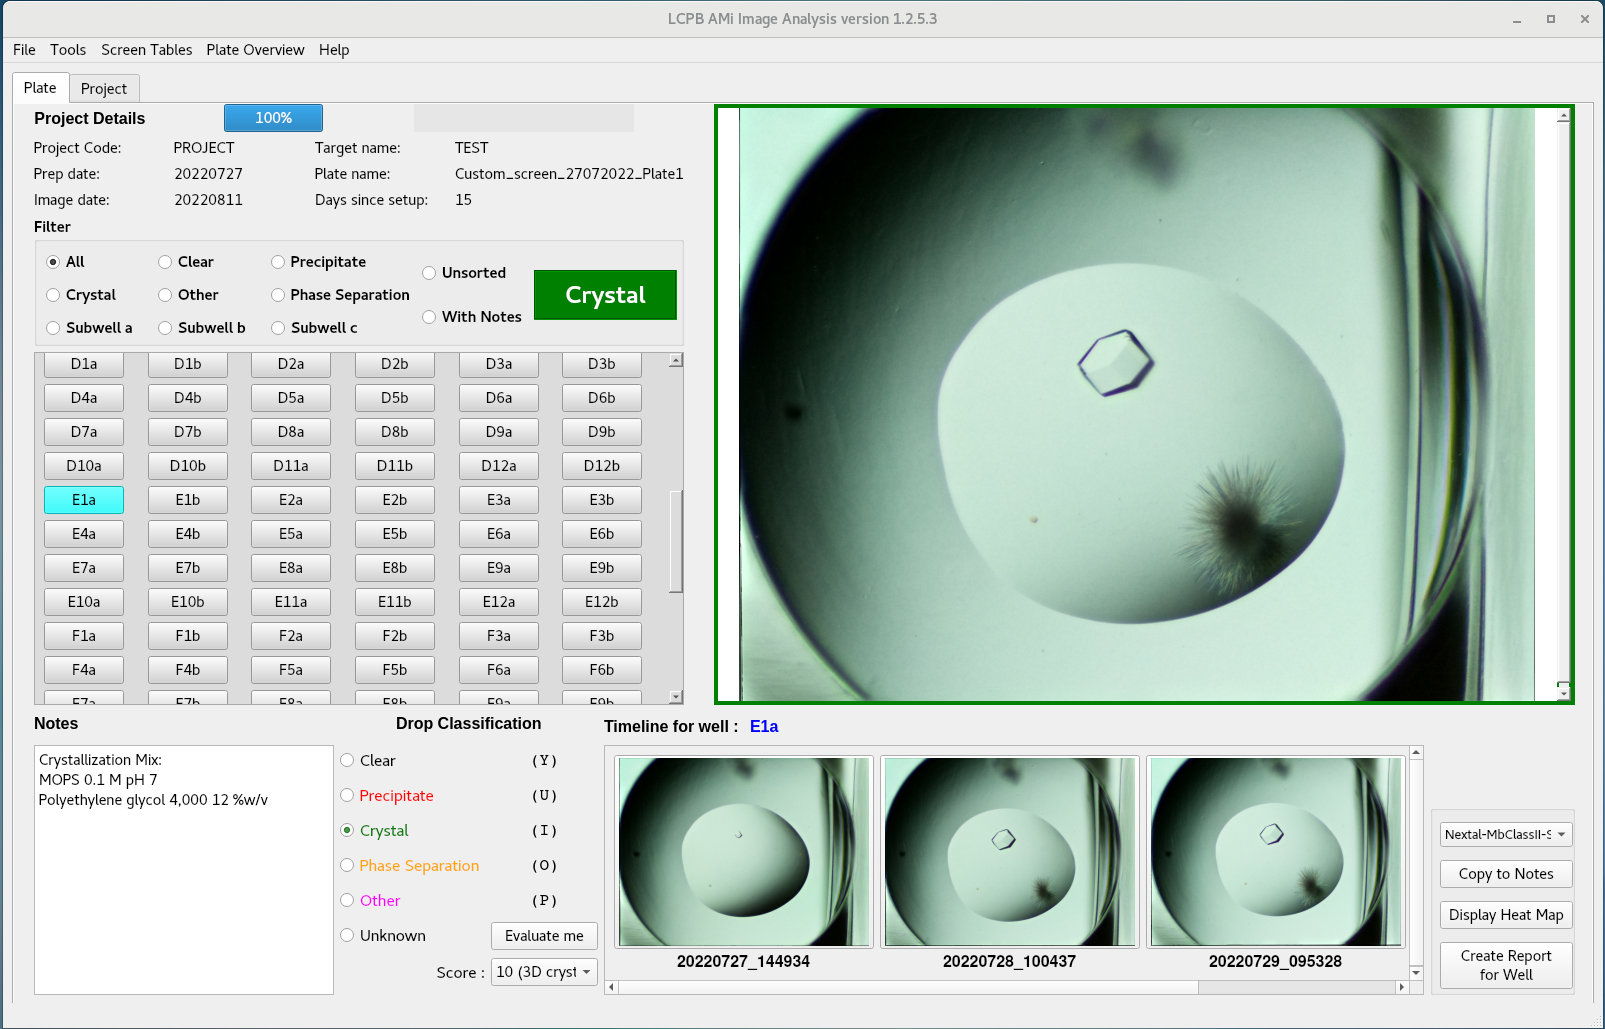 LCPB AMi Image Analysis version 1.2.5.3
File Tools Screen Tables Plate Overview Help
Plate Project
Project Details 100%
Project Code: PROJECT Target name: TEST
Prep date: 20220727 Plate name: Custom_screen_27072022_Plate1
Image date: 20220811 Days since setup: 15
Filter
All Clear Precipitate Unsorted
Crystal Other Phase Separation Crystal
Subwell a Subwell b Subwell c With Notes
D1a D1b D2a D2b D3a D3b
D4a D4b D5a D5b D6a D6b
D7a D7b D8a D8b D9a D9b
D10a D10b D11a D11b D12a D12b
E1a E1b E2a E2b E3a E3b
E4a E4b E5a E5b E6a E6b
E7a E7b E8a E8b E9a E9b
E10a E10b E11a E11b E12a E12b
F1a F1b F2a F2b F3a F3b
F4a F4b F5a F5b F6a F6b
F7a F7b F8a F8b F9a F9b
Notes
Crystallization Mix:
MOPS 0.1 M pH 7
Polyethylene glycol 4,000 12 %w/v
Drop Classification
Clear (Y)
Precipitate (U)
Crystal (I)
Phase Separation (O)
Other (P)
Unknown Evaluate me
Score : 10 (3D cryst
Timeline for well : E1a
20220727_144934 20220728_100437 20220729_095328
Nextal-MbClassII-S
Copy to Notes
Display Heat Map
Create Report
for Well